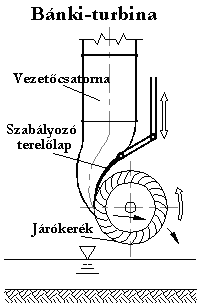 Bánki-turbina
Vezetőcsatorna
Szabályozó
terelőlap
Járókerék